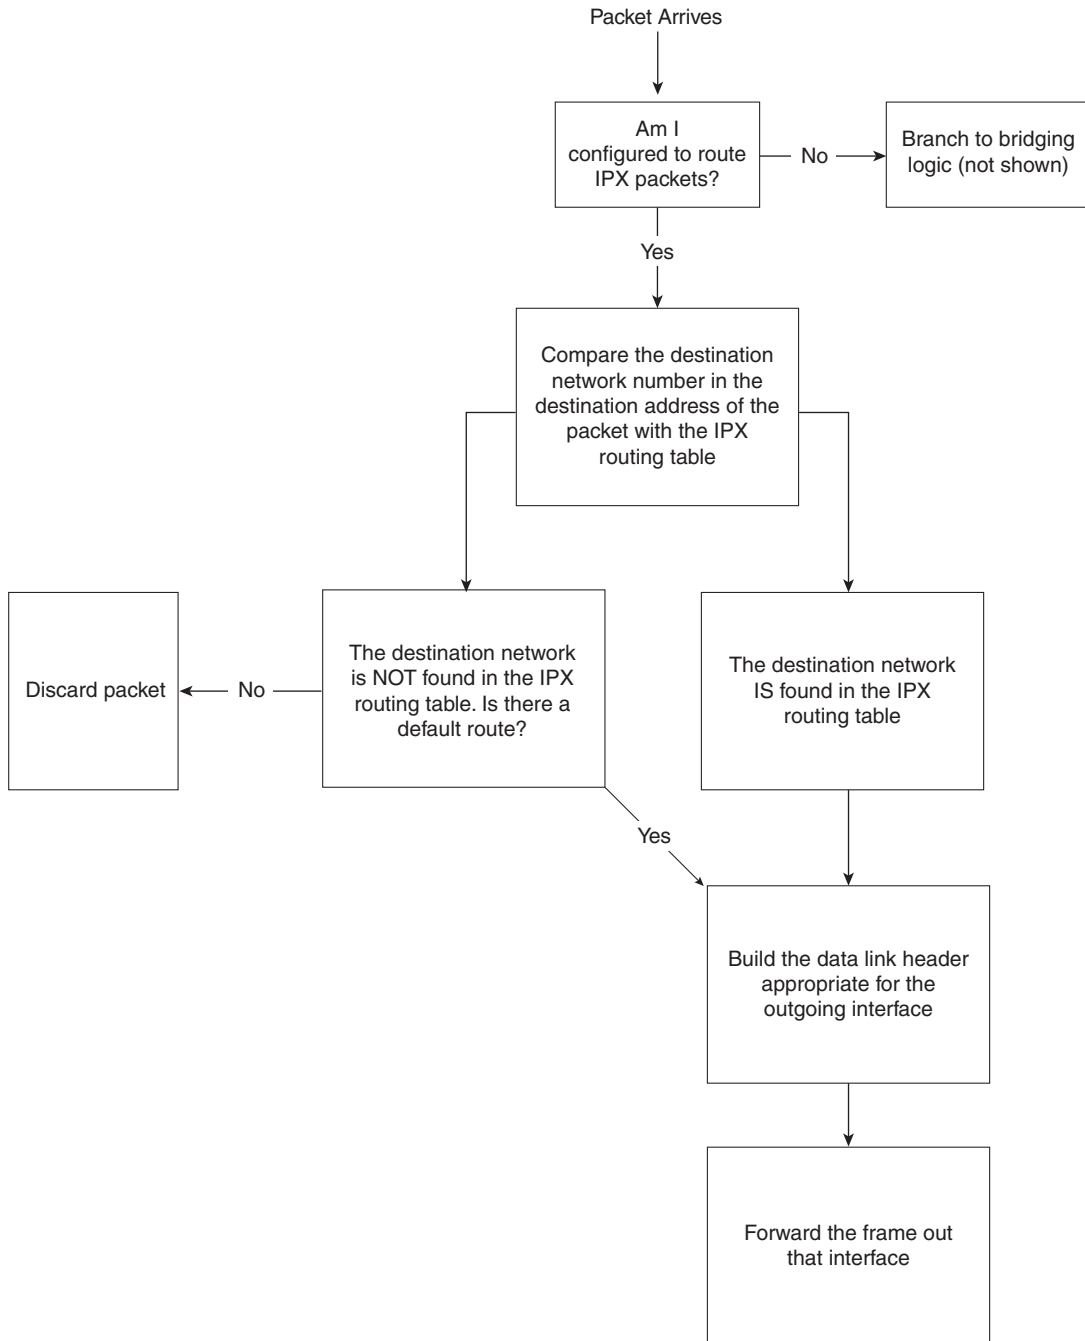 Packet Arrives
Am I
configured to route
IPX packets?
No
Branch to bridging
logic (not shown)
Yes
Compare the destination
network number in the
destination address of the
packet with the IPX
routing table
Discard packet
No
The destination network
is NOT found in the IPX
routing table. Is there a
default route?
The destination network
IS found in the IPX
routing table
Yes
Build the data link header
appropriate for the
outgoing interface
Forward the frame out
that interface